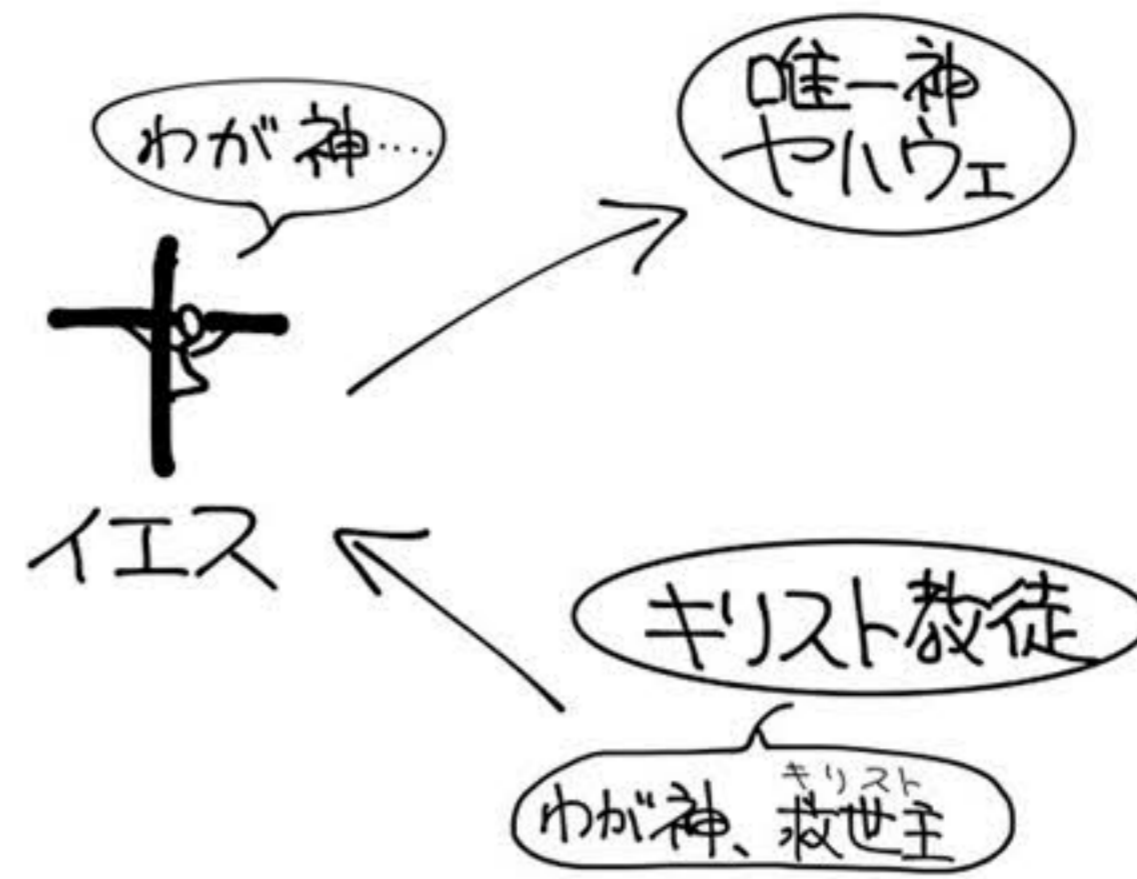 わが神‥‥
唯一神
ヤハウェ
イエス
キリスト教徒
キリスト
わが神、救世主